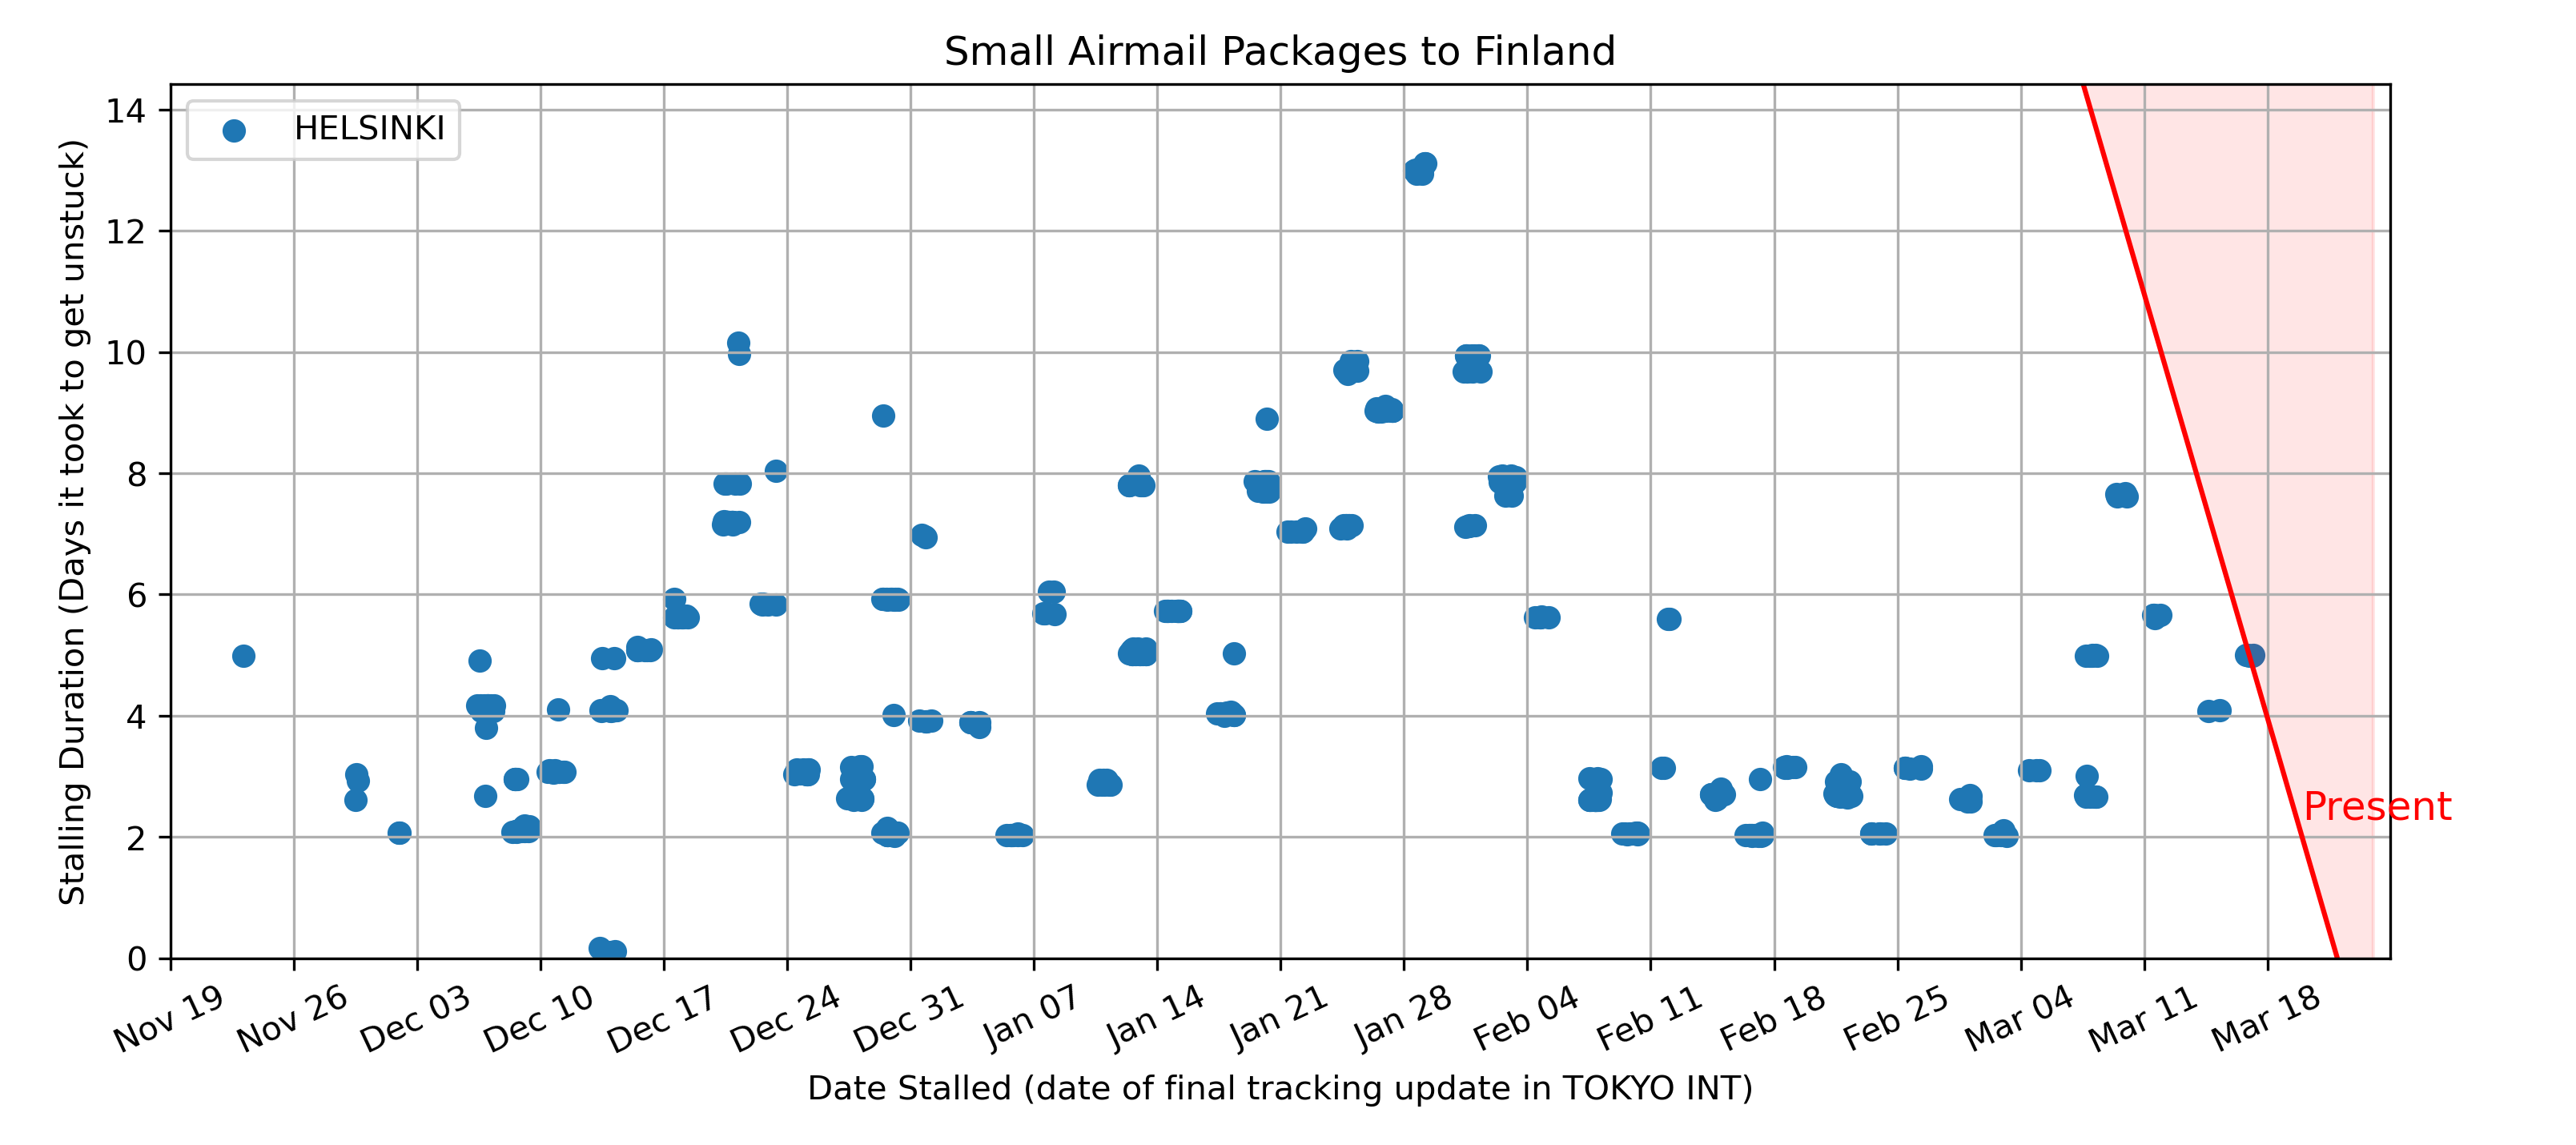 Small Airmail Packages to Finland
HELSINKI
Stalling Duration (Days it took to get unstuck)
14
12
10
8
6
4
2
0
Present
Nov 19
Nov 26
Dec 03
Dec 10
Dec 17
Dec 24
Dec 31
Jan 07
Jan 14
Jan 21
Jan 28
Feb 04
Feb 11
Feb 18
Feb 25
Mar 04
Mar 11
Mar 18
Date Stalled (date of final tracking update in TOKYO INT)